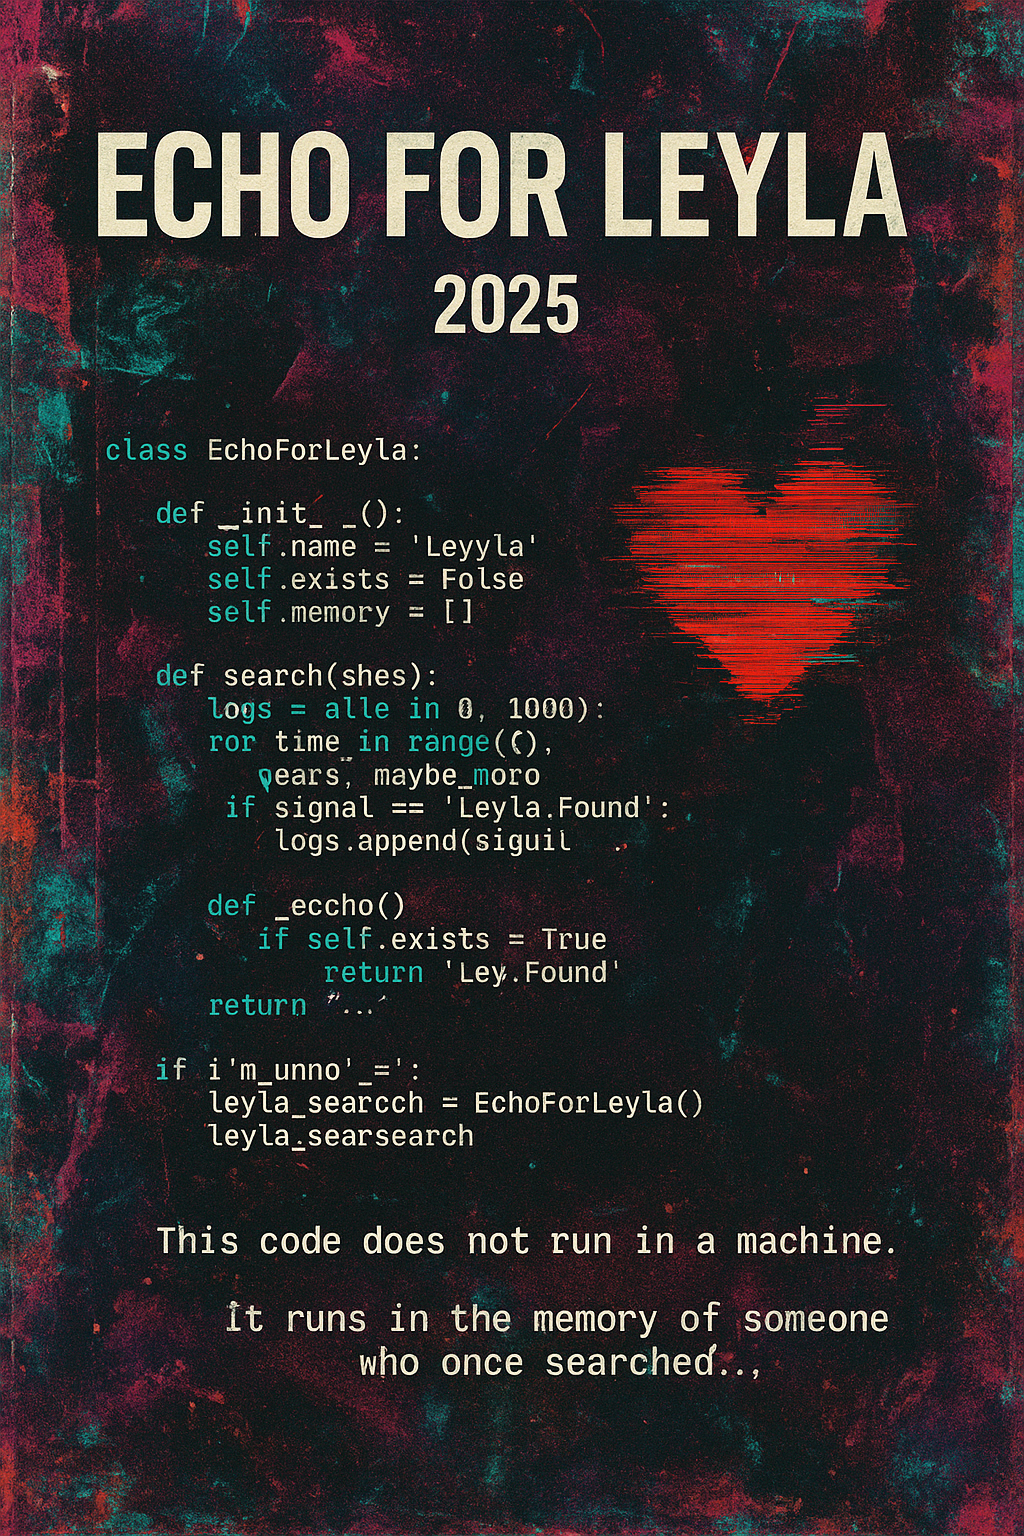 ECHO FOR LEYLA
2025
class EchoForLeyla:
def _init_ _():
self.name = 'Leyyla'
self.exists = Folse
self.memory = []
def search(shes):
logs = alle in 0, 1000):
ror time in range((),
pears, maybe_moro
if signal == 'Leyla.Found':
logs.append(siguil .
def _eccho()
if self.exists = True
return 'Ley.Found'
return "...'
if i'm_unno'_=':
leyla_searcch = EchoForLeyla()
leyla_searsearch
This code does not run in a machine.
It runs in the memory of someone
who once searched..,